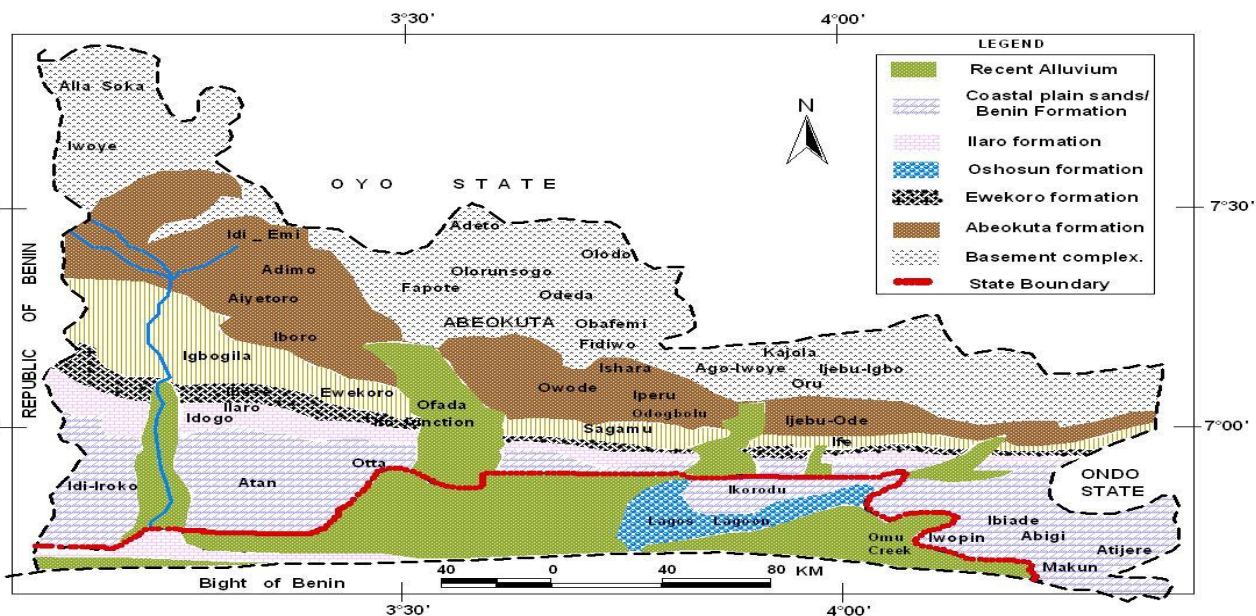 3°30'
4°00'
LEGEND
Recent Alluvium
Coastal plain sands/
Benin Formation
Ilaro formation
Oshosun formation
Ewekoro formation
Abeokuta formation
Basement complex.
State Boundary
N
Alla Soka
Iwoye
OYO STATE
7°30'
Adeto
Idi _ Emi
Olodo
Adimo
Olorunsogo
Fapote
Odeda
Aiyetoro
ABEOKUTA
Obafemi
Iboro
Fidiwo
Kajola
Igbogila
Ishara
Ago-Iwoye
Ijebu-Igbo
Oru
REPUBLIC OF BENIN
Ewekoro
Owode
Iperu
Ilaro
Ofada
Odogbolu
Idogo
Junction
Ijebu-Ode
7°00'
Sagamu
Ife
Otta
ONDO
STATE
Idi-Iroko
Atan
Ikorodu
Lagos Lagoon
Ibiade
Omu
Creek
Iwopin
Abigi
Atijere
Makun
Bight of Benin
40 0 40 80 KM
3°30'
4°00'